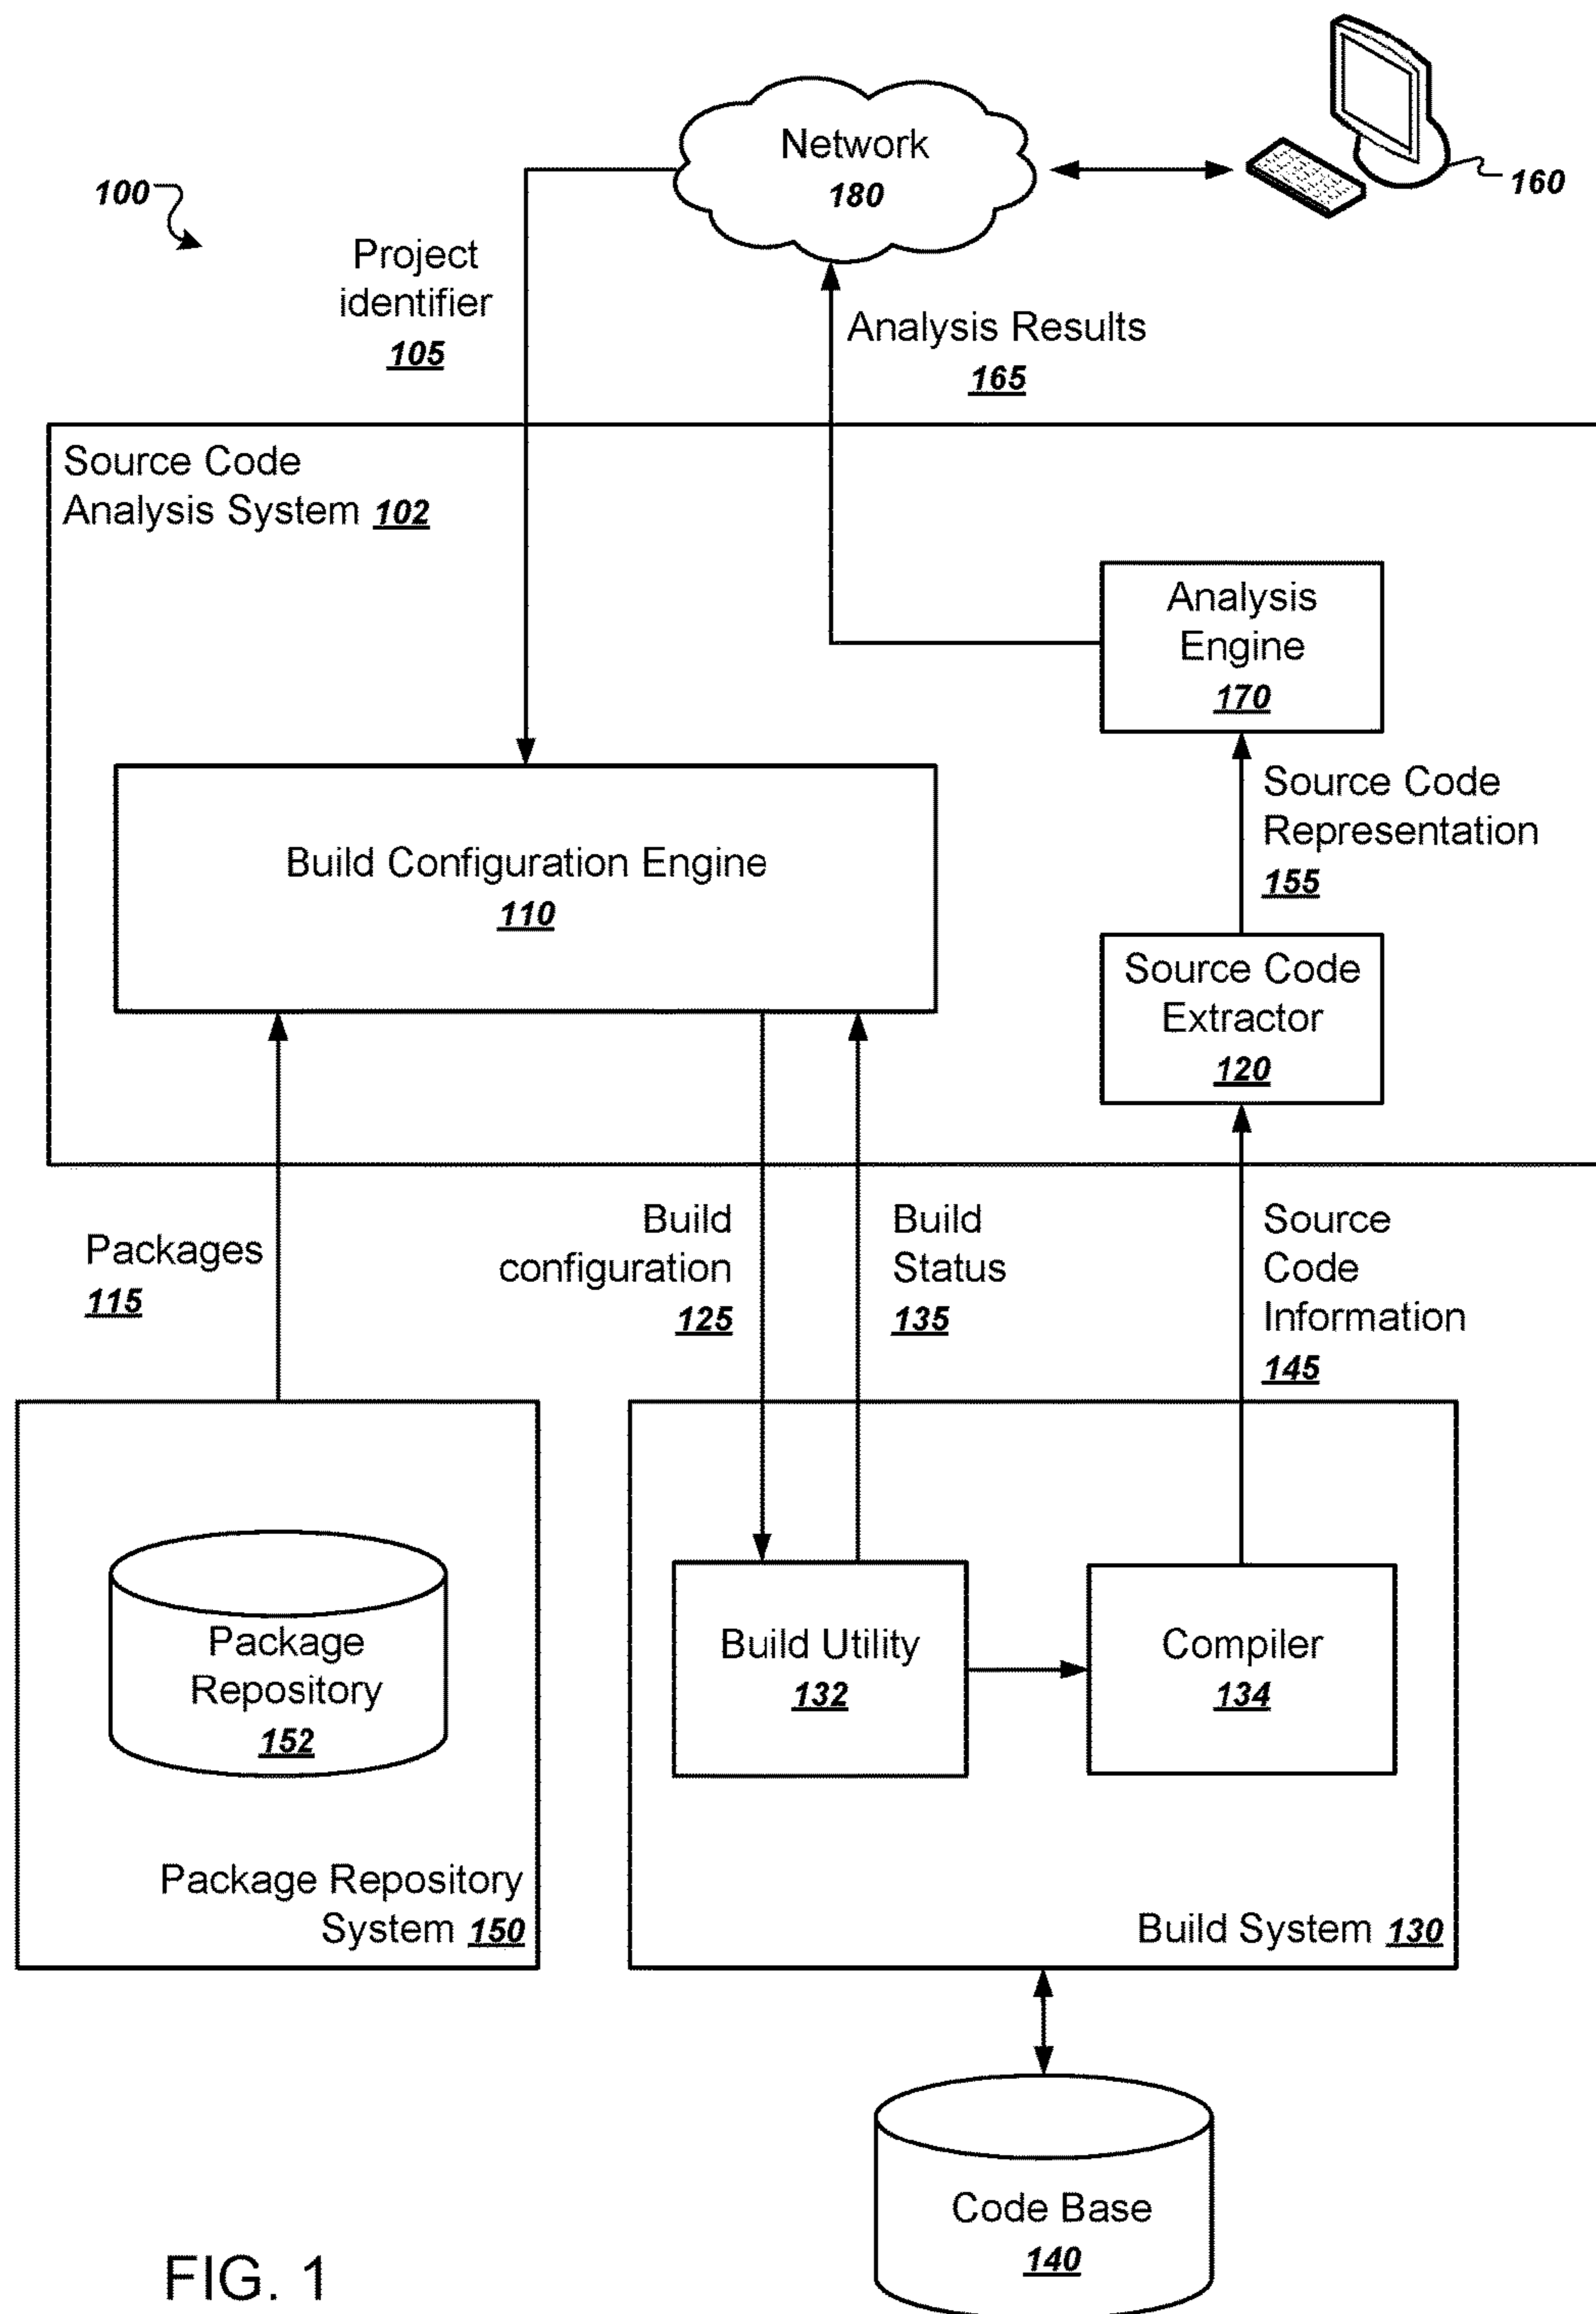 Network
180
160
100
Project
identifier
105
Analysis Results
165
Source Code
Analysis System 102
Analysis
Engine
170
Source Code
Representation
155
Build Configuration Engine
110
Source Code
Extractor
120
Packages
115
Build
configuration
125
Build
Status
135
Source
Code
Information
145
Package
Repository
152
Build Utility
132
Compiler
134
Package Repository
System 150
Build System 130
Code Base
140
FIG. 1